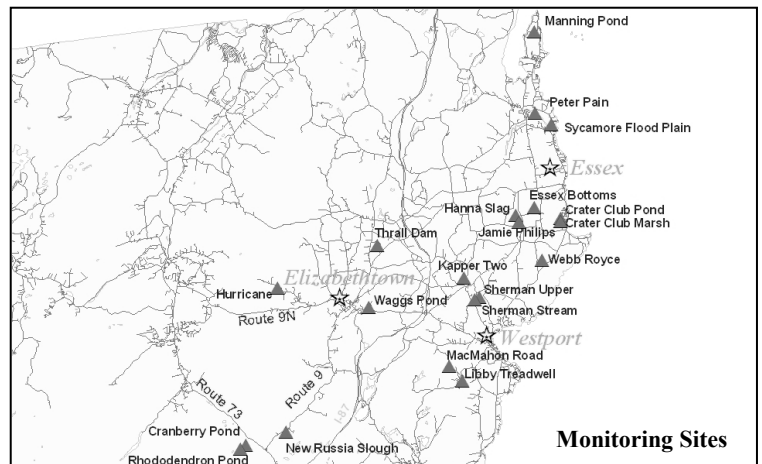 Manning Pond
Peter Pain
Sycamore Flood Plain
Essex
Essex Bottoms
Hanna Slag
Crater Club Pond
Crater Club Marsh
Jamie Philips
Thrall Dam
Webb Royce
Kapper Two
Elizabethtown
Hurricane
Sherman Upper
Waggs Pond
Sherman Stream
Route 9N
Westport
MacMahon Road
Libby Treadwell
Route 9
Route 73
I-87
Cranberry Pond
New Russia Slough
Monitoring Sites
Rhododendron Pond